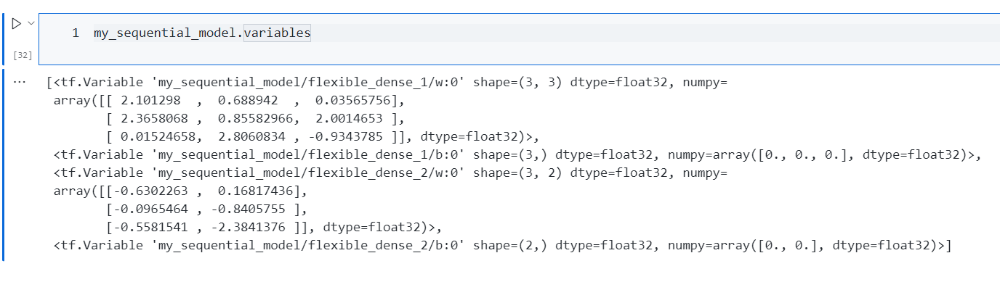 1 my_sequential_model.variables
[32]
... [<tf.Variable 'my_sequential_model/flexible_dense_1/w:0' shape=(3, 3) dtype=float32, numpy=
array([[ 2.101298  ,  0.688942  ,  0.03565756],
       [ 2.3658068 ,  0.85582966,  2.0014653 ],
       [ 0.01524658,  2.8060834 , -0.9343785 ]], dtype=float32)>,
<tf.Variable 'my_sequential_model/flexible_dense_1/b:0' shape=(3,) dtype=float32, numpy=array([0., 0., 0.], dtype=float32)>,
<tf.Variable 'my_sequential_model/flexible_dense_2/w:0' shape=(3, 2) dtype=float32, numpy=
array([[-0.6302263 ,  0.16817436],
       [-0.0965464 , -0.8405755 ],
       [-0.5581541 , -2.3841376 ]], dtype=float32)>,
<tf.Variable 'my_sequential_model/flexible_dense_2/b:0' shape=(2,) dtype=float32, numpy=array([0., 0.], dtype=float32)>]